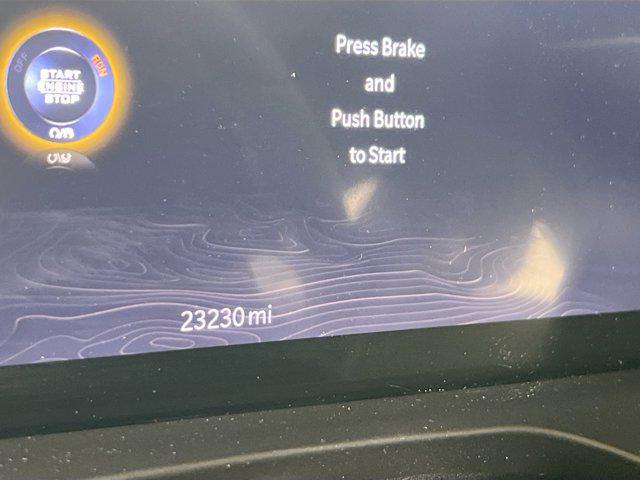 OFF
RUN
START
ENGINE
STOP
Press Brake
and
Push Button
to Start
23230 mi